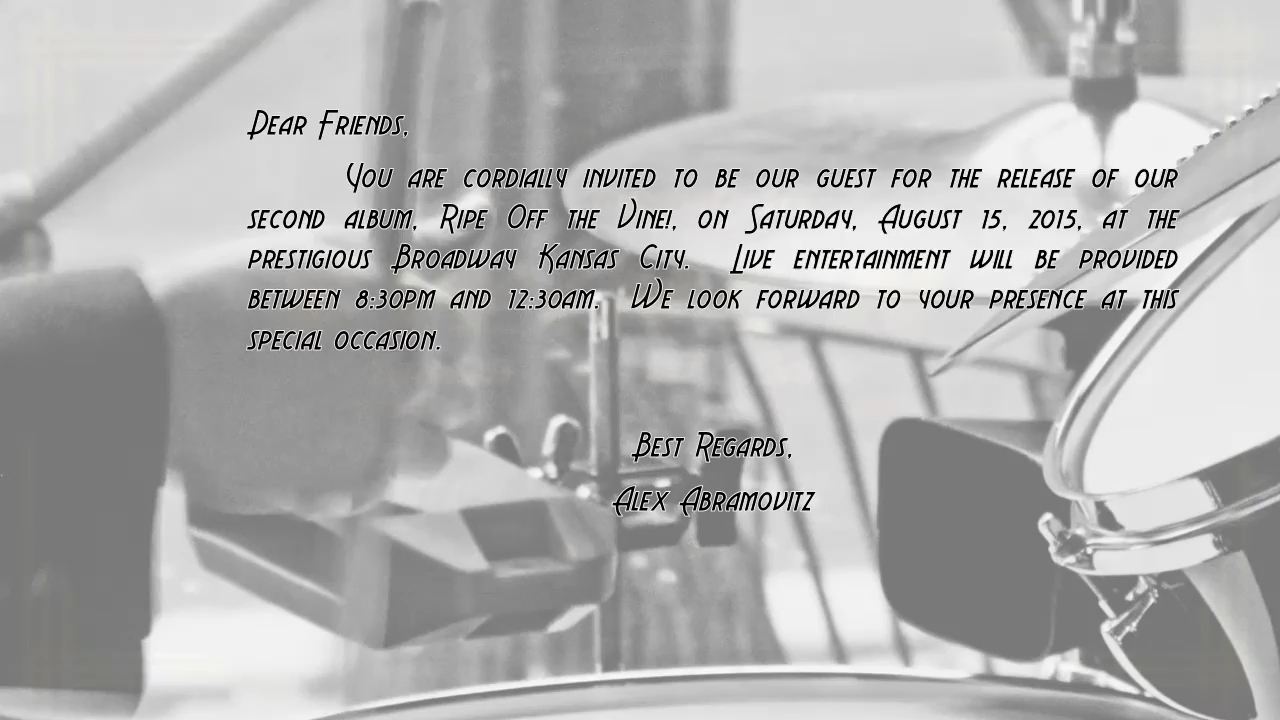 Dear Friends,
You are cordially invited to be our guest for the release of our
second album, Ripe Off the Vine!, on Saturday, August 15, 2015, at the
prestigious Broadway Kansas City. Live entertainment will be provided
between 8:30pm and 12:30am. We look forward to your presence at this
special occasion.
Best Regards,
Alex Abramovitz